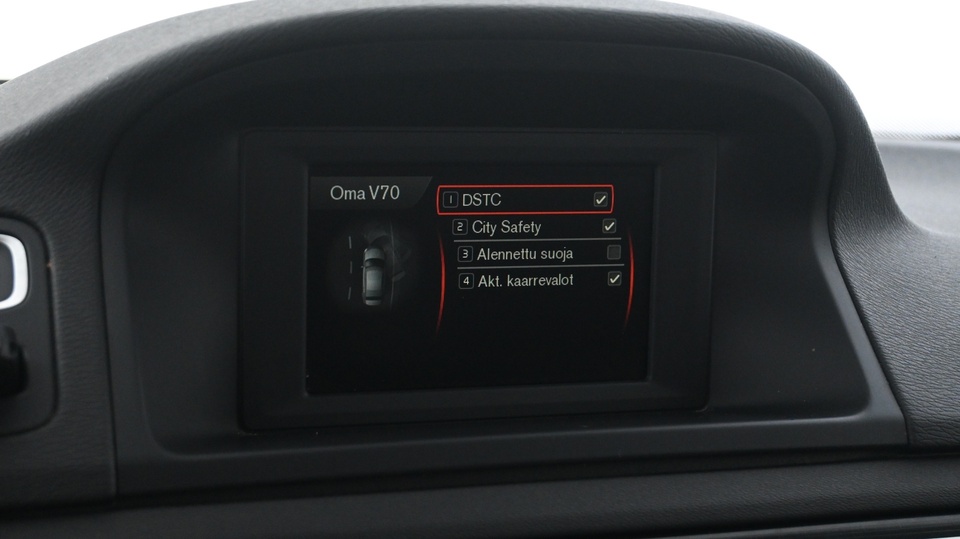 Oma V70
1 DSTC
2 City Safety
3 Alennettu suoja
4 Akt. kaarrevalot